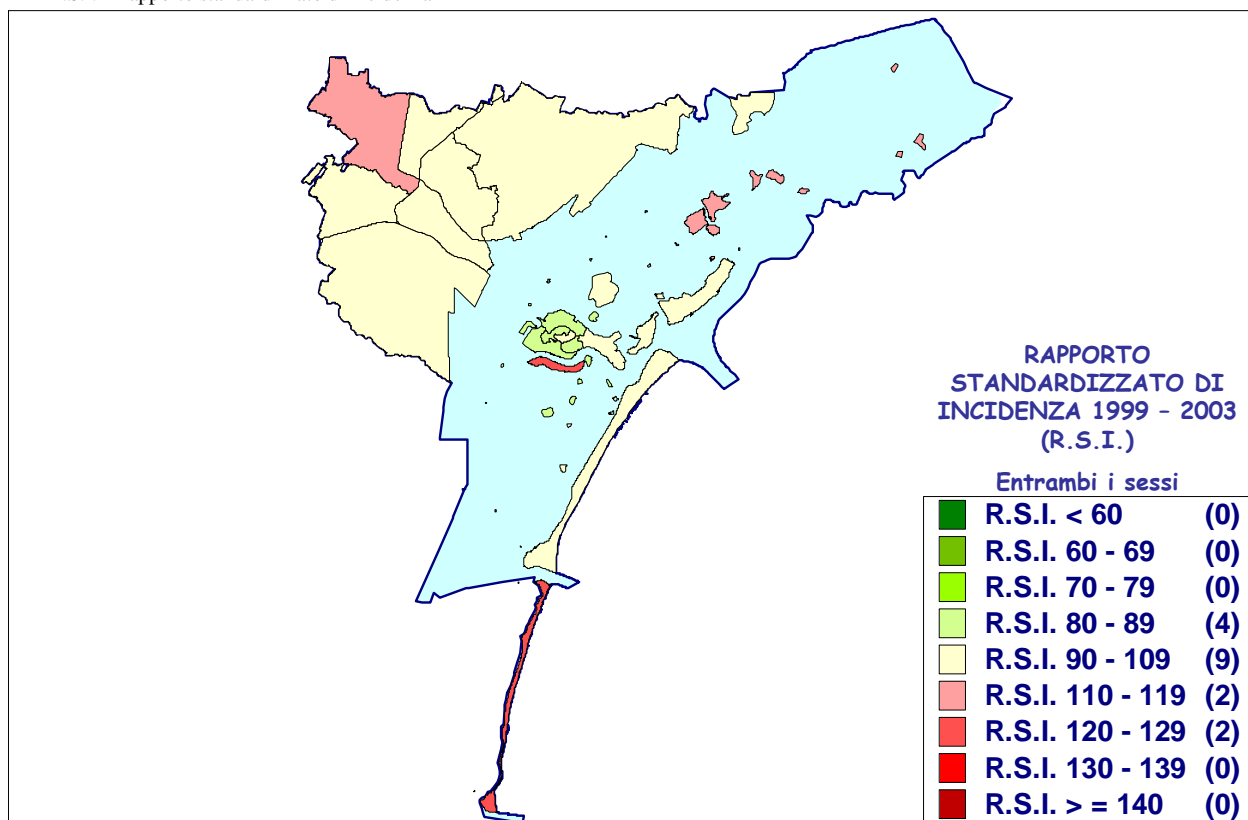 RAPPORTO
STANDARDIZZATO DI
INCIDENZA 1999 - 2003
(R.S.I.)
Entrambi i sessi
R.S.I. < 60 (0)
R.S.I. 60 - 69 (0)
R.S.I. 70 - 79 (0)
R.S.I. 80 - 89 (4)
R.S.I. 90 - 109 (9)
R.S.I. 110 - 119 (2)
R.S.I. 120 - 129 (2)
R.S.I. 130 - 139 (0)
R.S.I. > = 140 (0)